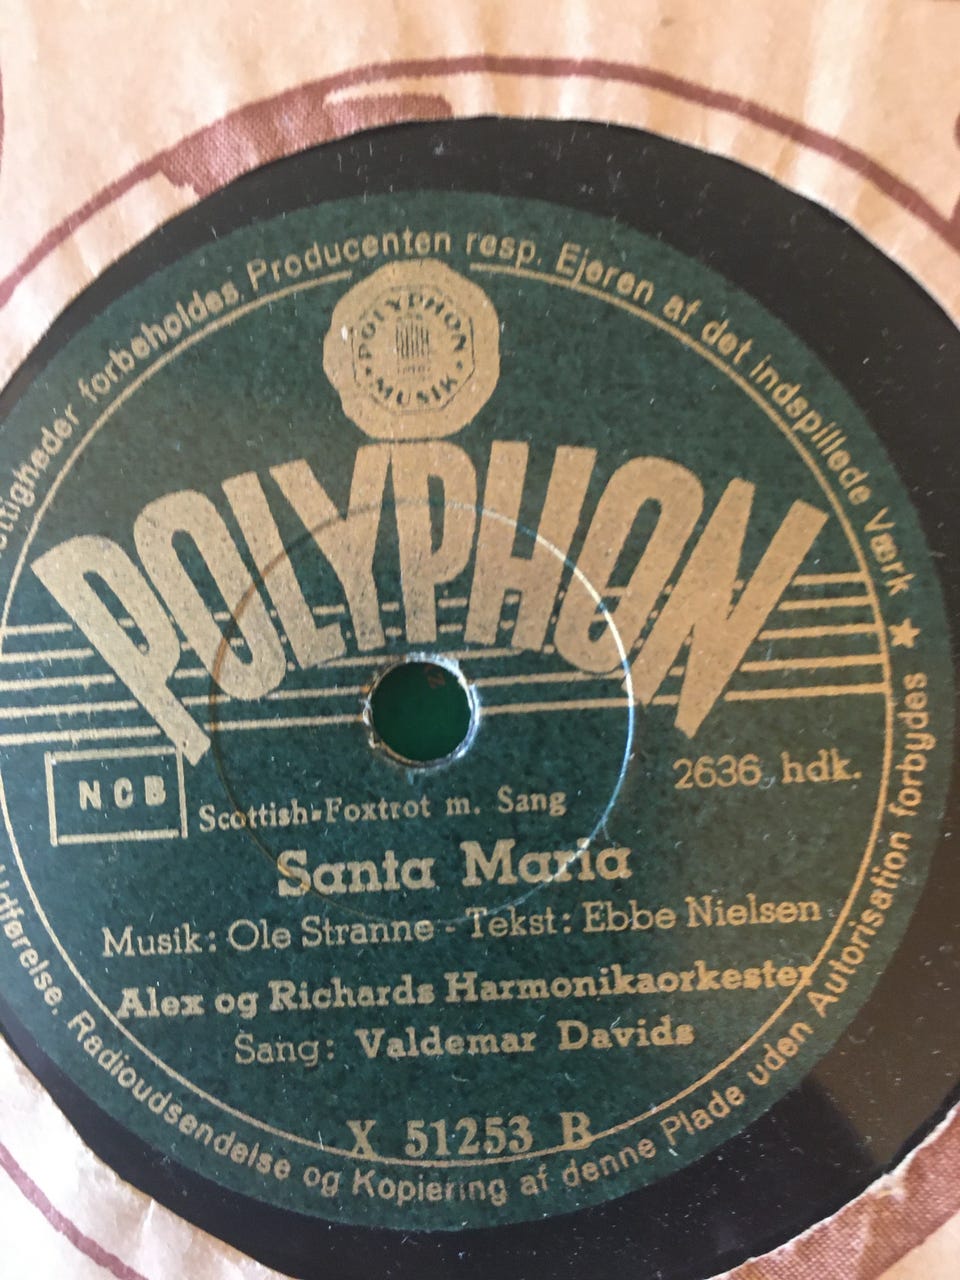 forbeholdes Producenten resp. Ejeren af det indspillede Værk ★
POLYPHON
MUSIK
POLYPHON
NCB
2636 hdk.
Scottish-Foxtrot m. Sang
Santa Maria
Musik: Ole Stranne - Tekst: Ebbe Nielsen
Alex og Richards Harmonikaorkester
Sang: Valdemar Davids
X 51253 B
Radioudsendelse og Kopiering af denne Plade uden Autorisation forbydes